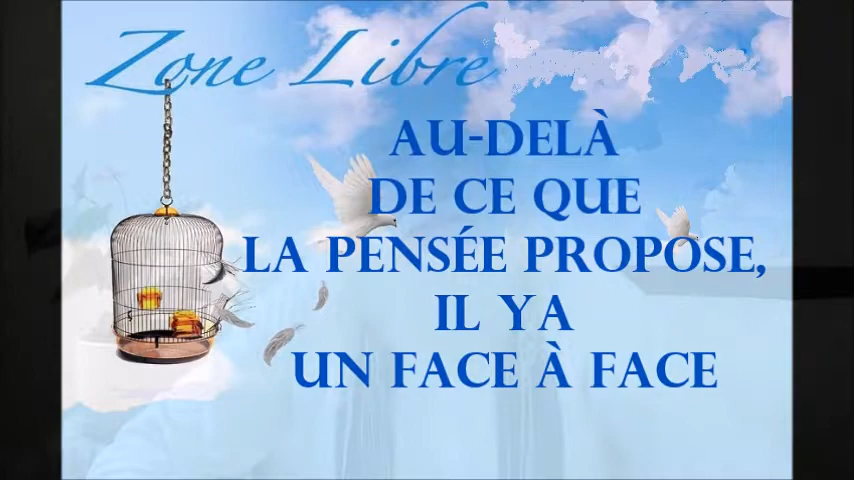 Zone Libre
AU-DELÀ
DE CE QUE
LA PENSÉE PROPOSE,
IL YA
UN FACE À FACE